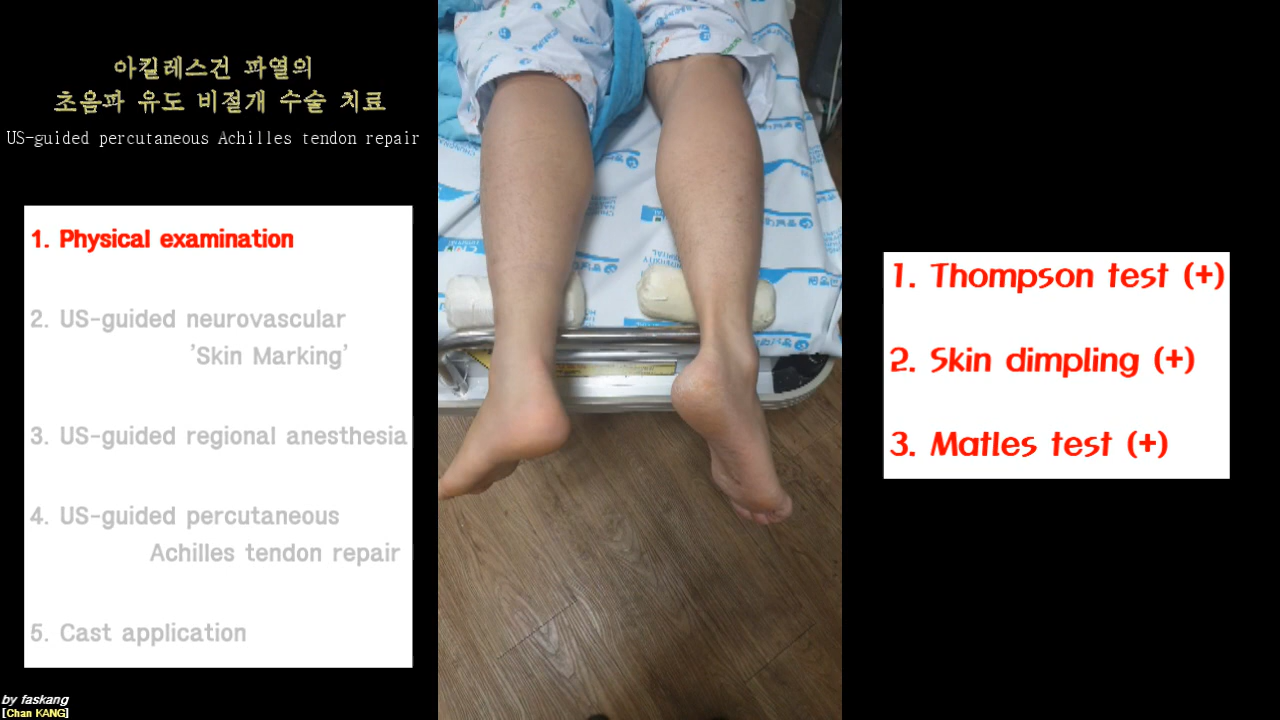 아킬레스건 파열의
초음파 유도 비절개 수술 치료
US-guided percutaneous Achilles tendon repair
1. Physical examination
2. US-guided neurovascular
'Skin Marking'
3. US-guided regional anesthesia
4. US-guided percutaneous
Achilles tendon repair
5. Cast application
by faskang
[Chan KANG]
1. Thompson test (+)
2. Skin dimpling (+)
3. Matles test (+)